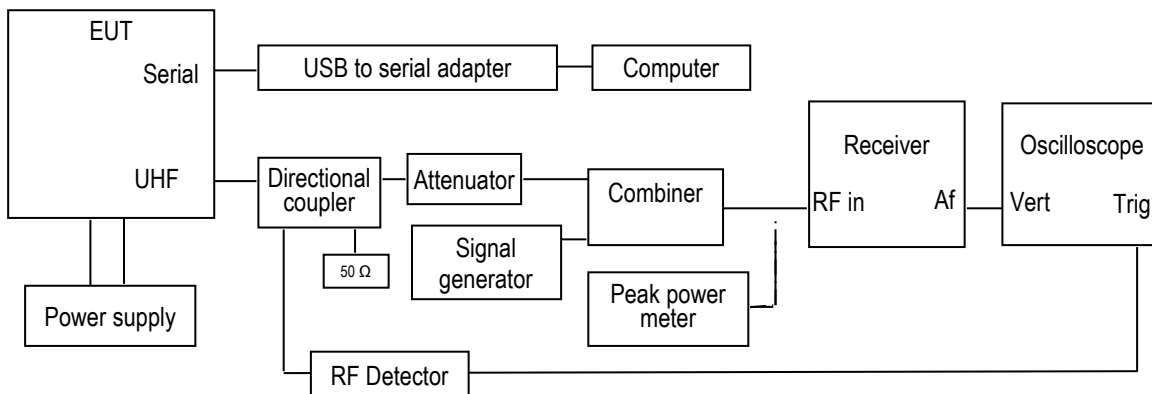 EUT
Serial
USB to serial adapter
Computer
UHF
Directional
coupler
Attenuator
Combiner
Receiver
RF in
Af
Oscilloscope
Vert
Trig
50 Ω
Signal
generator
Peak power
meter
Power supply
RF Detector